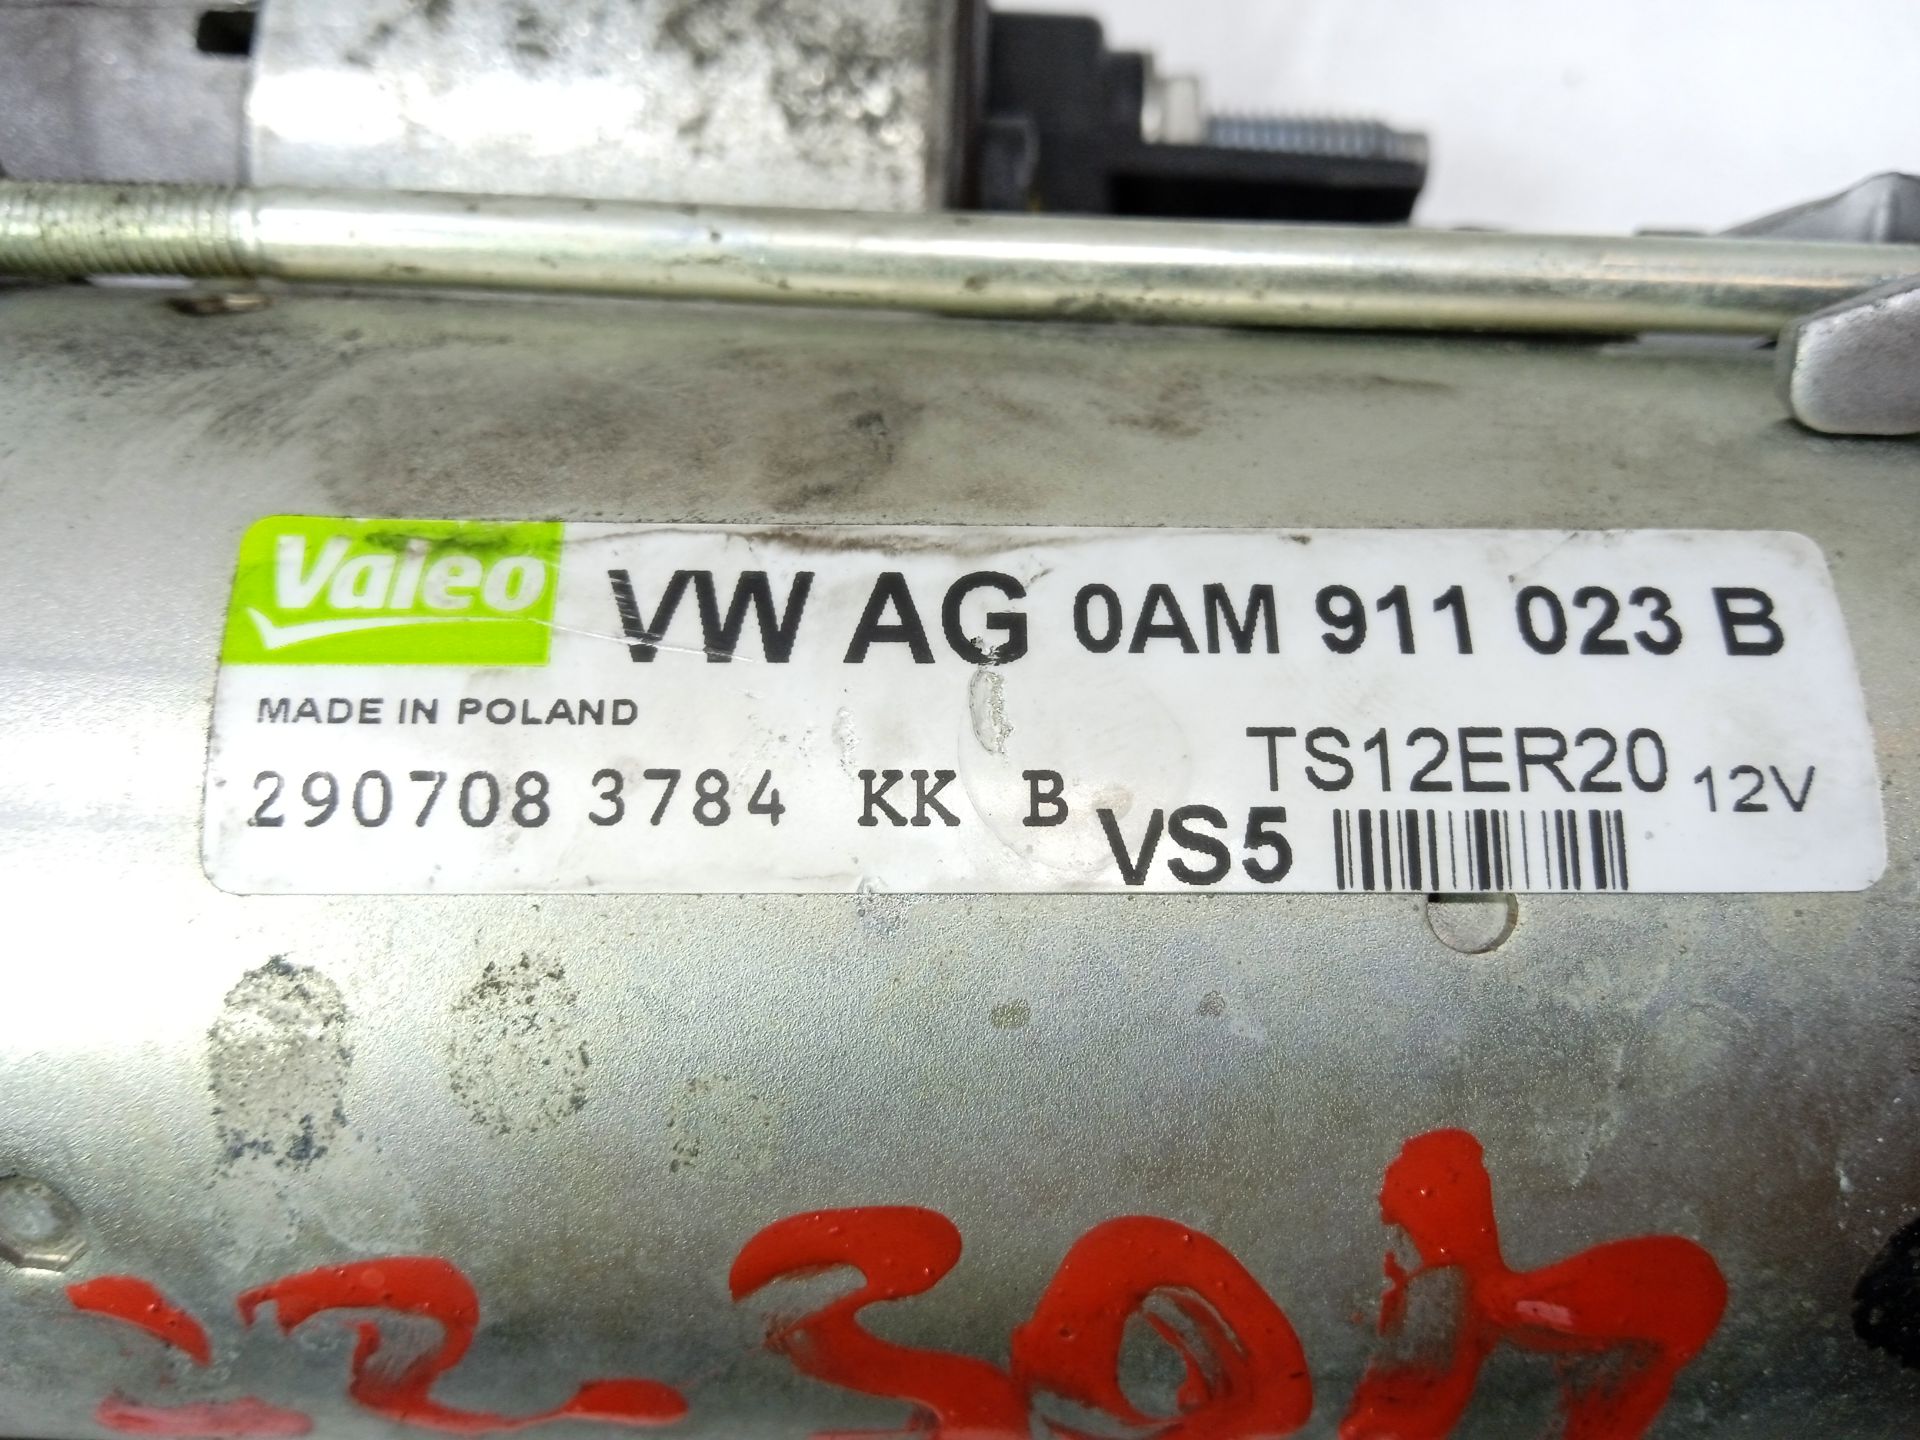 Valeo VW AG 0AM 911 023 B
MADE IN POLAND
TS12ER20 12V
290708 3784 KK B
VS5